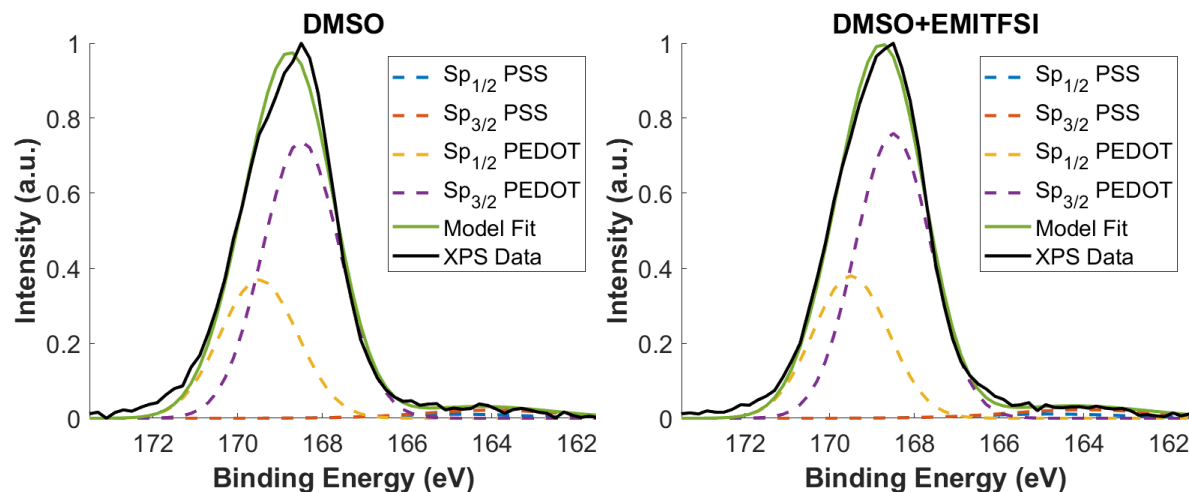 DMSO
Intensity (a.u.)
1
0.8
0.6
0.4
0.2
0
172
170
168
166
164
162
Binding Energy (eV)
Sp1/2 PSS
Sp3/2 PSS
Sp1/2 PEDOT
Sp3/2 PEDOT
Model Fit
XPS Data
DMSO+EMITFSI
Intensity (a.u.)
1
0.8
0.6
0.4
0.2
0
172
170
168
166
164
162
Binding Energy (eV)
Sp1/2 PSS
Sp3/2 PSS
Sp1/2 PEDOT
Sp3/2 PEDOT
Model Fit
XPS Data